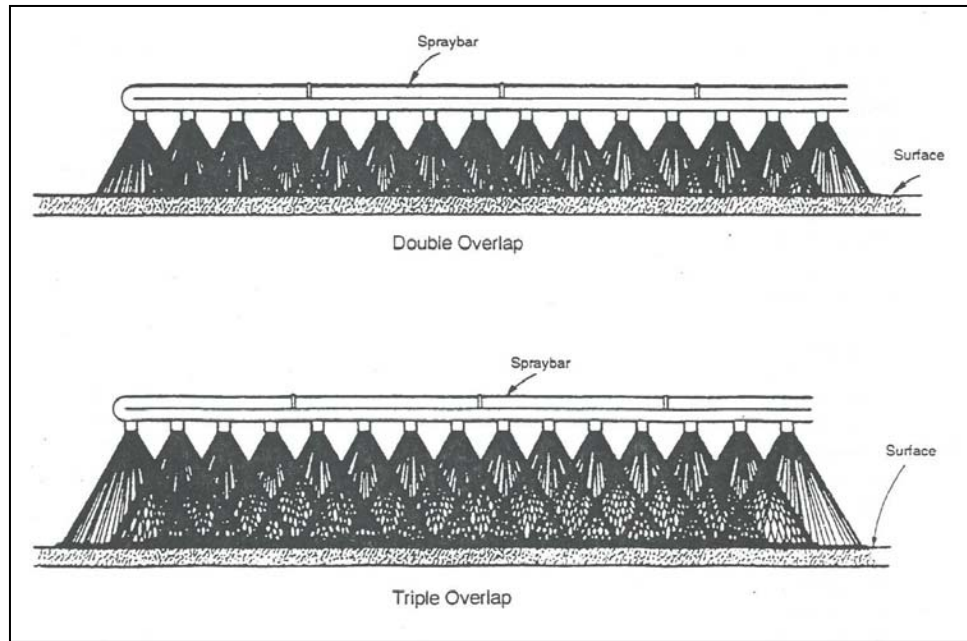 Spraybar
Surface
Double Overlap
Spraybar
Surface
Triple Overlap